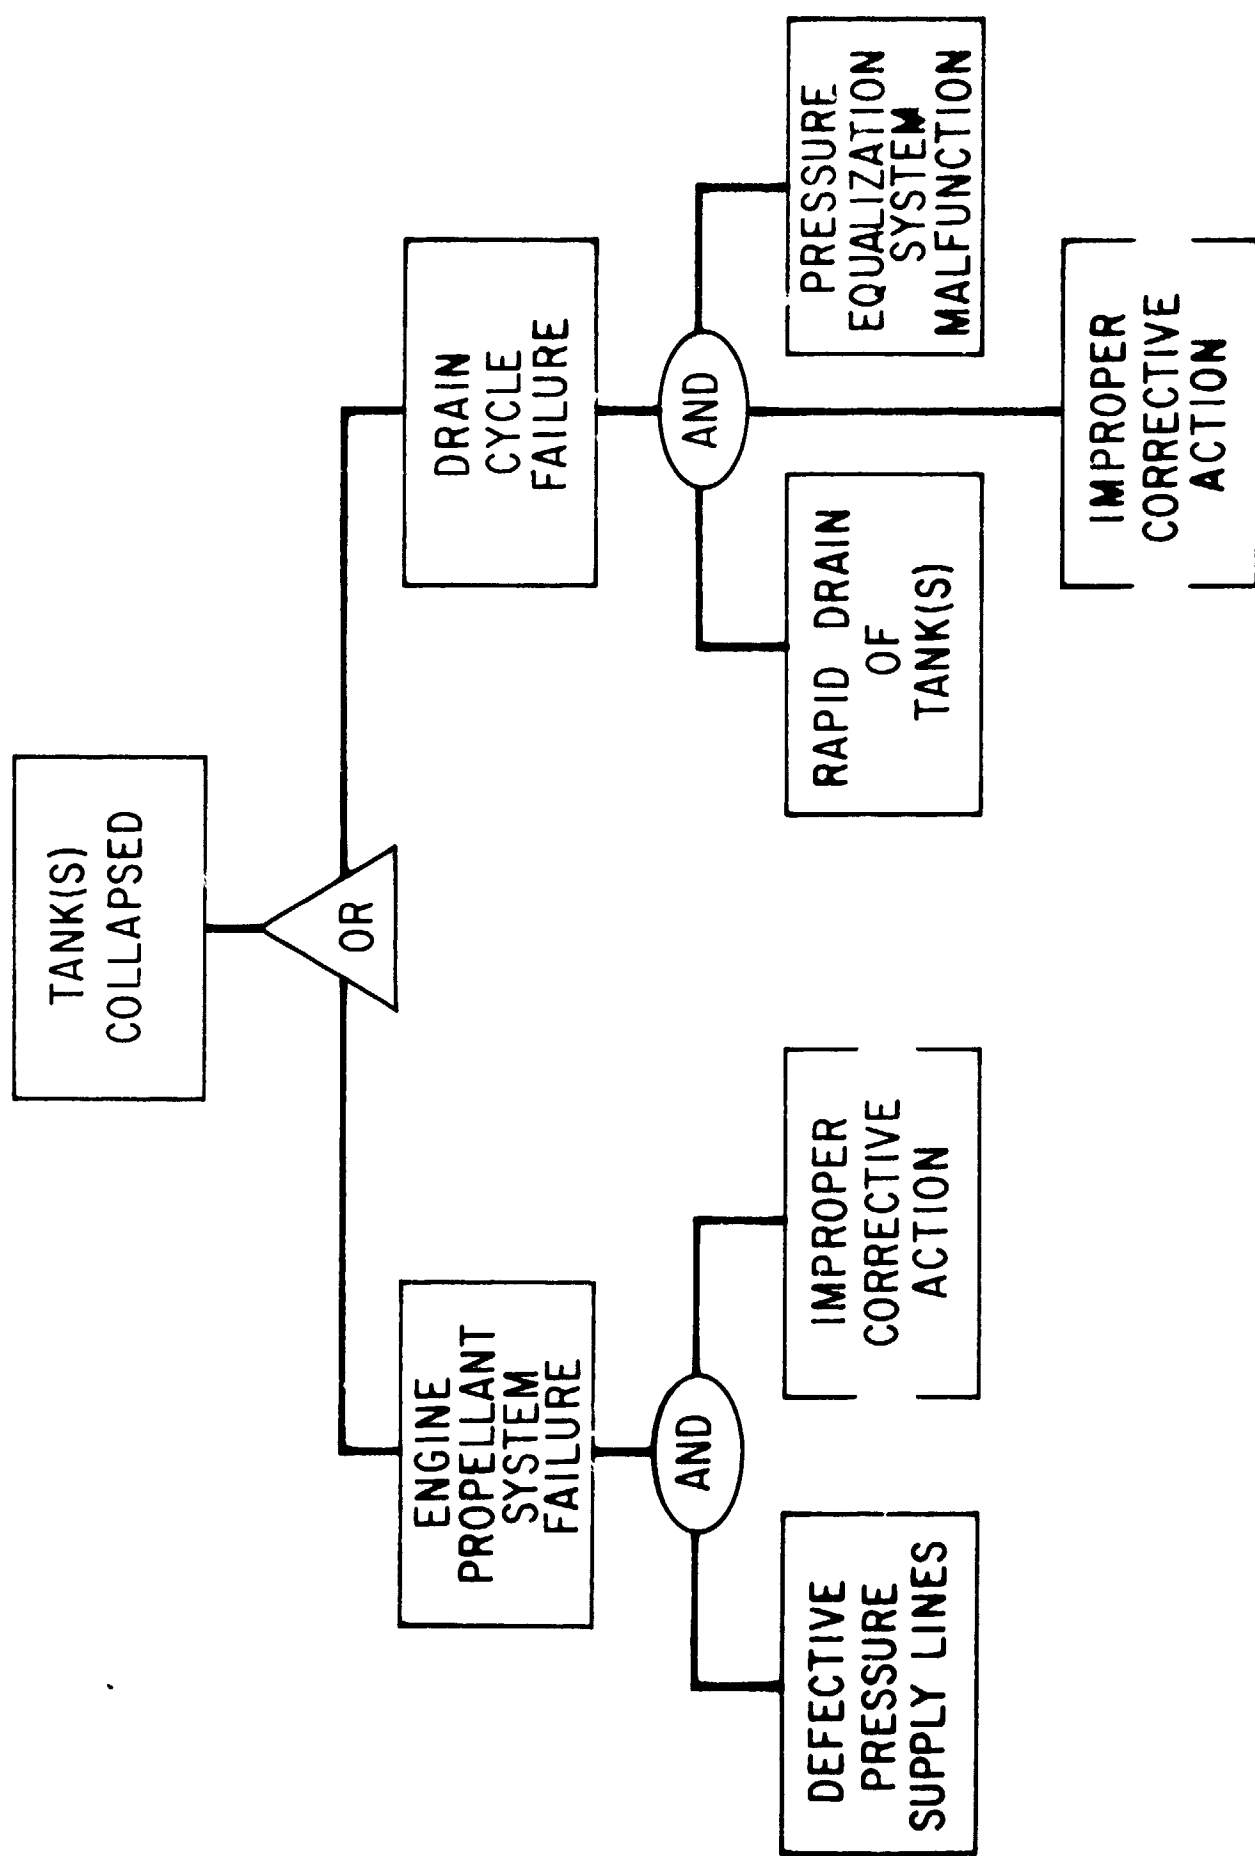 TANK(S)
COLLAPSED
OR
ENGINE
PROPELLANT
SYSTEM
FAILURE
DRAIN
CYCLE
FAILURE
AND
AND
DEFECTIVE
PRESSURE
SUPPLY LINES
IMPROPER
CORRECTIVE
ACTION
RAPID DRAIN
OF
TANK(S)
PRESSURE
EQUALIZATION
SYSTEM
MALFUNCTION
IMPROPER
CORRECTIVE
ACTION